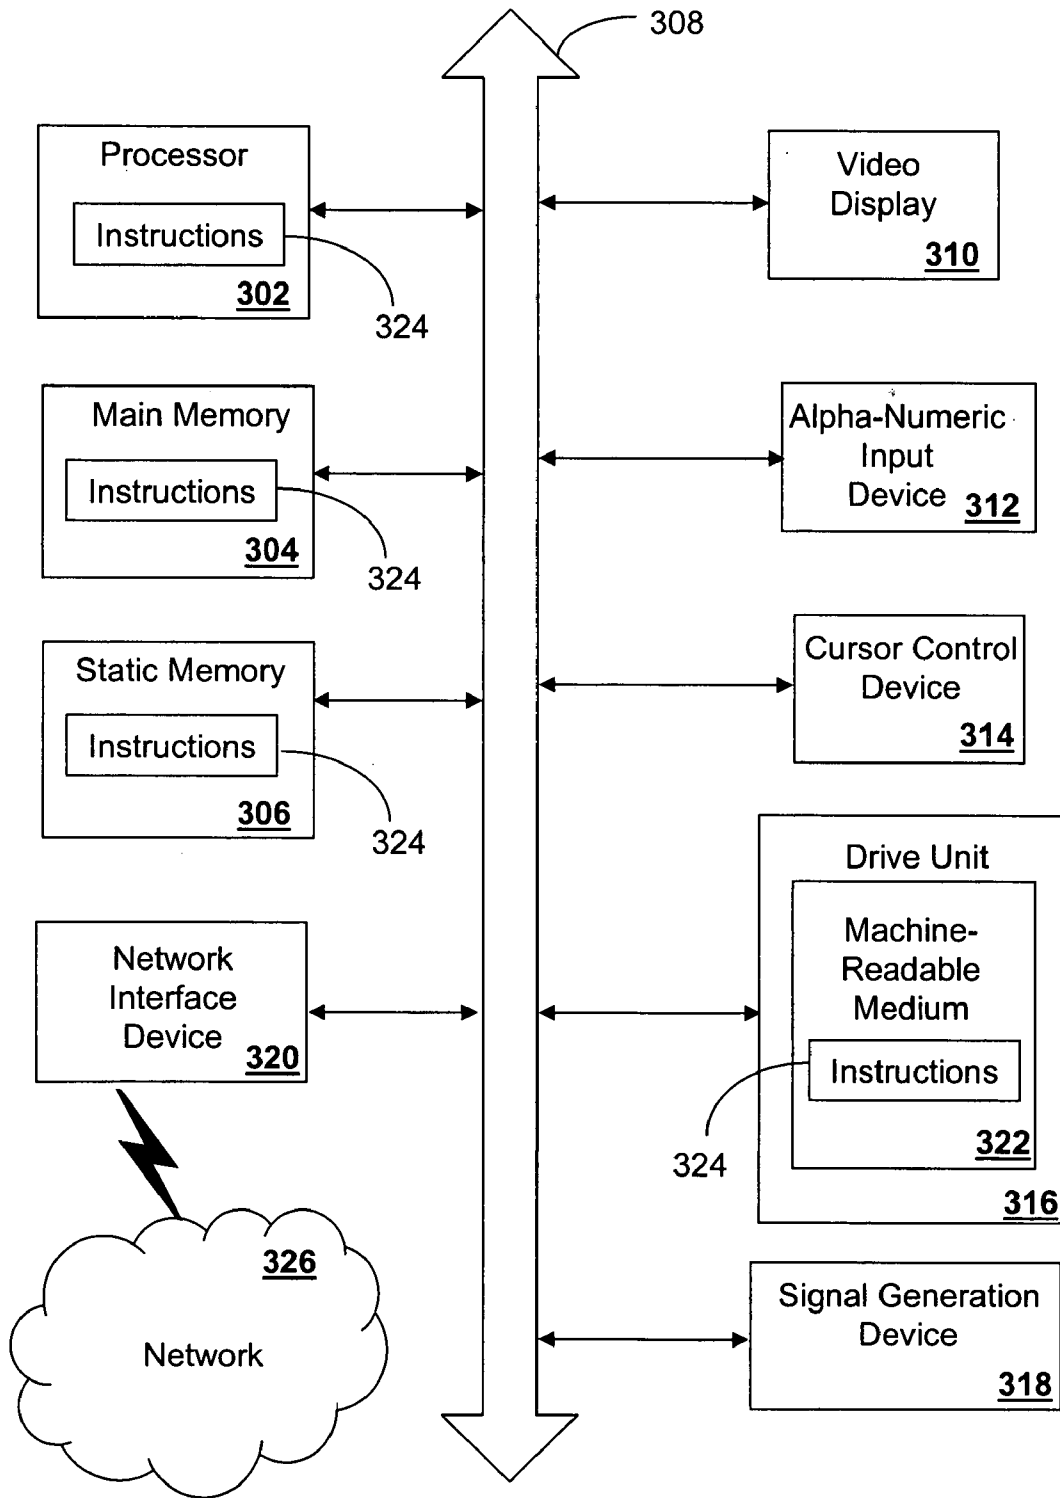 308
Processor
Instructions
302
324
Main Memory
Instructions
304
324
Static Memory
Instructions
306
324
Network
Interface
Device
320
326
Network
Video
Display
310
Alpha-Numeric
Input
Device
312
Cursor Control
Device
314
Drive Unit
Machine-
Readable
Medium
Instructions
322
324
316
Signal Generation
Device
318